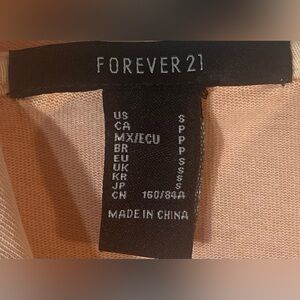 FOREVER 21
US S
CA P
MX/ECU P
BR P
EU S
UK S
KR S
JP S
CN 160/84A
MADE IN CHINA